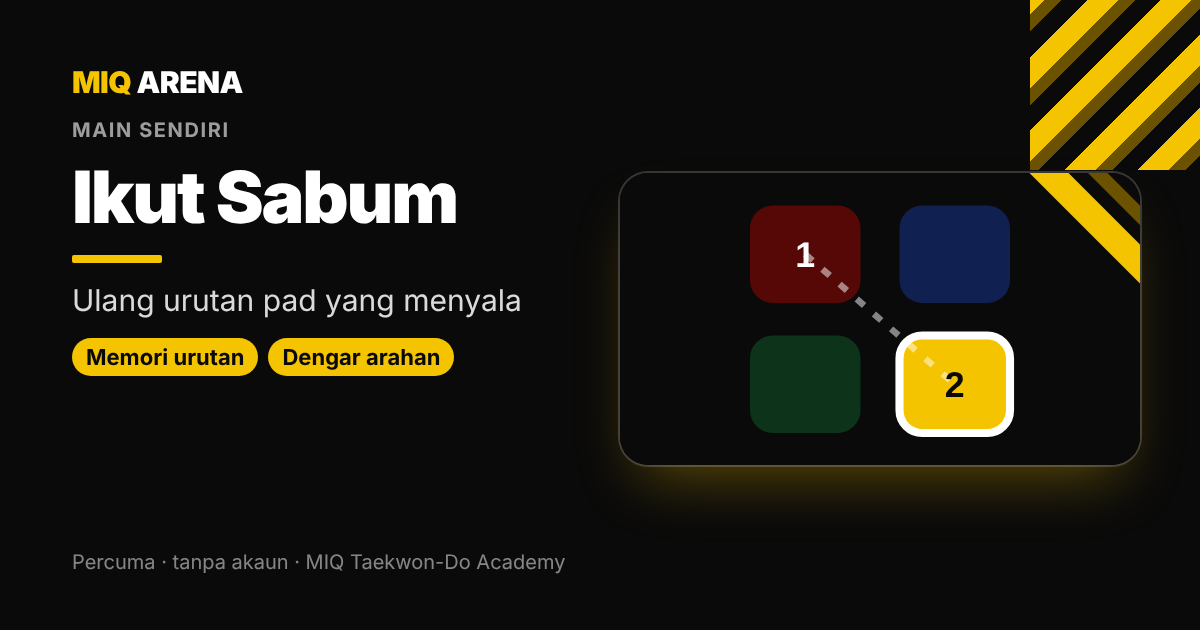 MIQ ARENA
MAIN SENDIRI
Ikut Sabum
Ulang urutan pad yang menyala
Memori urutan
Dengar arahan
1
2
Percuma · tanpa akaun · MIQ Taekwon-Do Academy